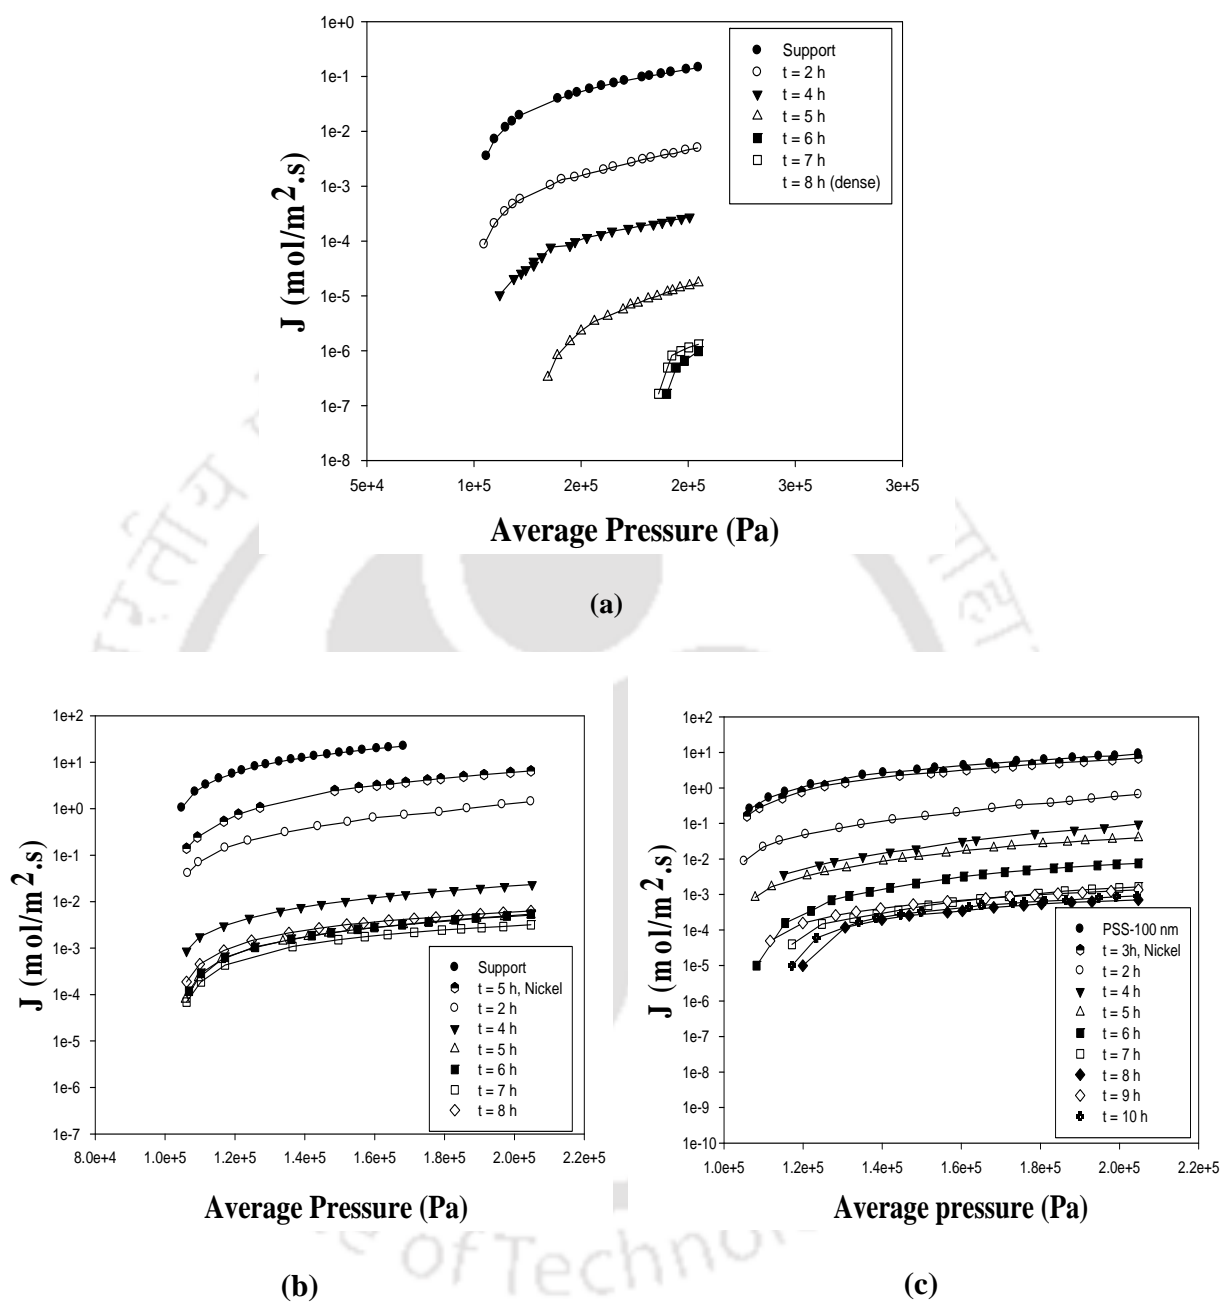 1e+0
1e-1
1e-2
1e-3
1e-4
1e-5
1e-6
1e-7
1e-8
J (mol/m².s)
Support
t = 2 h
t = 4 h
t = 5 h
t = 6 h
t = 7 h
t = 8 h (dense)
5e+4 1e+5 2e+5 2e+5 3e+5 3e+5
Average Pressure (Pa)
(a)
1e+2
1e+1
1e+0
1e-1
1e-2
1e-3
1e-4
1e-5
1e-6
1e-7
J (mol/m².s)
Support
t = 5 h, Nickel
t = 2 h
t = 4 h
t = 5 h
t = 6 h
t = 7 h
t = 8 h
8.0e+4 1.0e+5 1.2e+5 1.4e+5 1.6e+5 1.8e+5 2.0e+5 2.2e+5
Average Pressure (Pa)
(b)
1e+2
1e+1
1e+0
1e-1
1e-2
1e-3
1e-4
1e-5
1e-6
1e-7
1e-8
1e-9
1e-10
J (mol/m².s)
PSS-100 nm
t = 3h, Nickel
t = 2 h
t = 4 h
t = 5 h
t = 6 h
t = 7 h
t = 8 h
t = 9 h
t = 10 h
1.0e+5 1.2e+5 1.4e+5 1.6e+5 1.8e+5 2.0e+5 2.2e+5
Average pressure (Pa)
(c)
of Techno